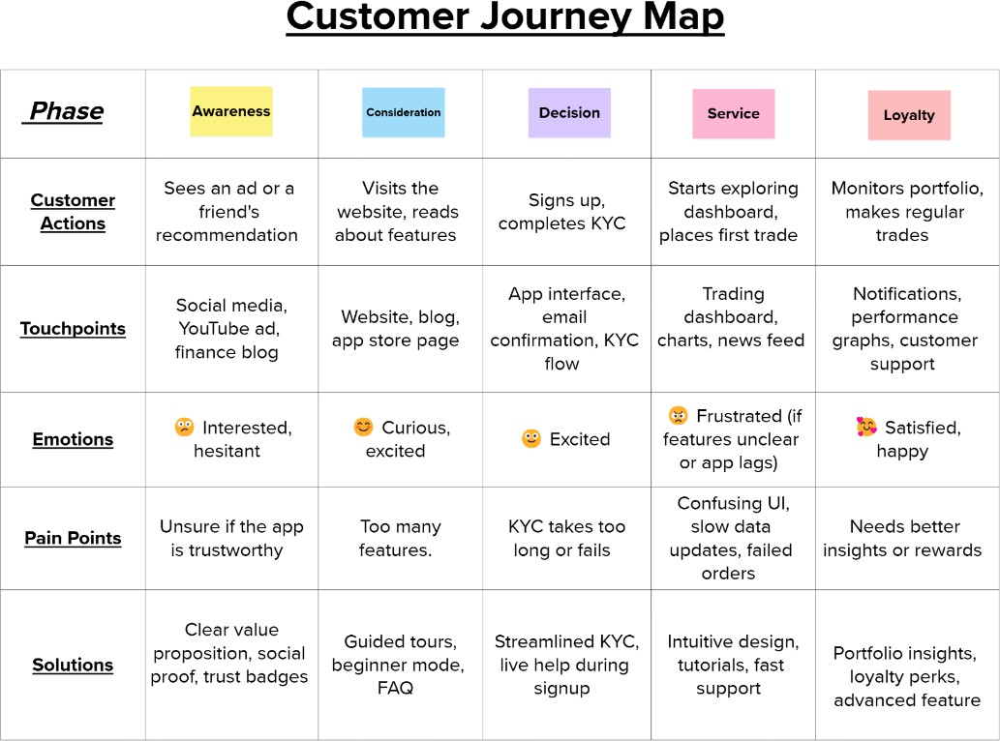 Customer Journey Map
Phase
Awareness
Consideration
Decision
Service
Loyalty
Customer
Actions
Sees an ad or a
friend's
recommendation
Visits the
website, reads
about features
Signs up,
completes KYC
Starts exploring
dashboard,
places first trade
Monitors portfolio,
makes regular
trades
Touchpoints
Social media,
YouTube ad,
finance blog
Website, blog,
app store page
App interface,
email
confirmation, KYC
flow
Trading
dashboard,
charts, news feed
Notifications,
performance
graphs, customer
support
Emotions
Interested,
hesitant
Curious,
excited
Excited
Frustrated (if
features unclear
or app lags)
Satisfied,
happy
Pain Points
Unsure if the app
is trustworthy
Too many
features.
KYC takes too
long or fails
Confusing UI,
slow data
updates, failed
orders
Needs better
insights or rewards
Solutions
Clear value
proposition, social
proof, trust badges
Guided tours,
beginner mode,
FAQ
Streamlined KYC,
live help during
signup
Intuitive design,
tutorials, fast
support
Portfolio insights,
loyalty perks,
advanced feature